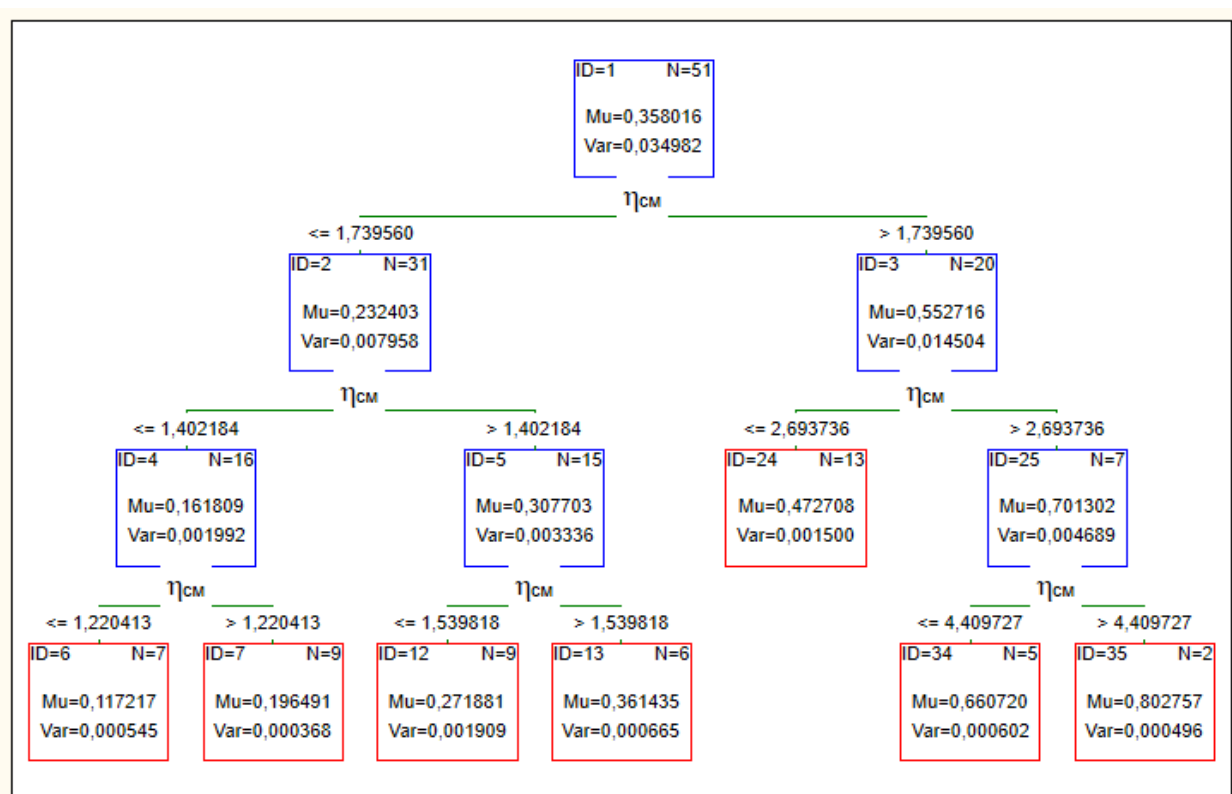 ID=1 N=51
Mu=0,358016
Var=0,034982
ηсм
<= 1,739560 > 1,739560
ID=2 N=31 ID=3 N=20
Mu=0,232403 Mu=0,552716
Var=0,007958 Var=0,014504
ηсм ηсм
<= 1,402184 > 1,402184 <= 2,693736 > 2,693736
ID=4 N=16 ID=5 N=15 ID=24 N=13 ID=25 N=7
Mu=0,161809 Mu=0,307703 Mu=0,472708 Mu=0,701302
Var=0,001992 Var=0,003336 Var=0,001500 Var=0,004689
ηсм ηсм ηсм
<= 1,220413 > 1,220413 <= 1,539818 > 1,539818 <= 4,409727 > 4,409727
ID=6 N=7 ID=7 N=9 ID=12 N=9 ID=13 N=6 ID=34 N=5 ID=35 N=2
Mu=0,117217 Mu=0,196491 Mu=0,271881 Mu=0,361435 Mu=0,660720 Mu=0,802757
Var=0,000545 Var=0,000368 Var=0,001909 Var=0,000665 Var=0,000602 Var=0,000496